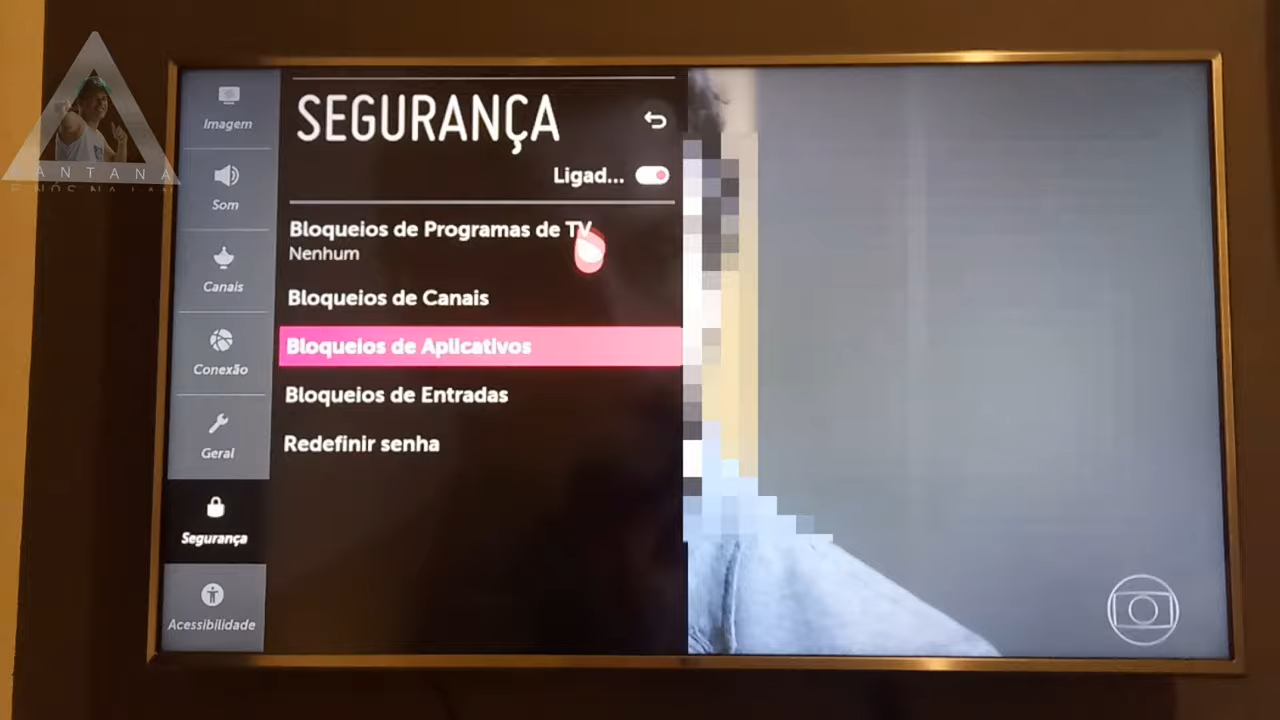 SEGURANÇA
Ligad...
Bloqueios de Programas de TV
Nenhum
Bloqueios de Canais
Bloqueios de Aplicativos
Bloqueios de Entradas
Redefinir senha
Imagem
Som
Canais
Conexão
Geral
Segurança
Acessibilidade
ANTANA